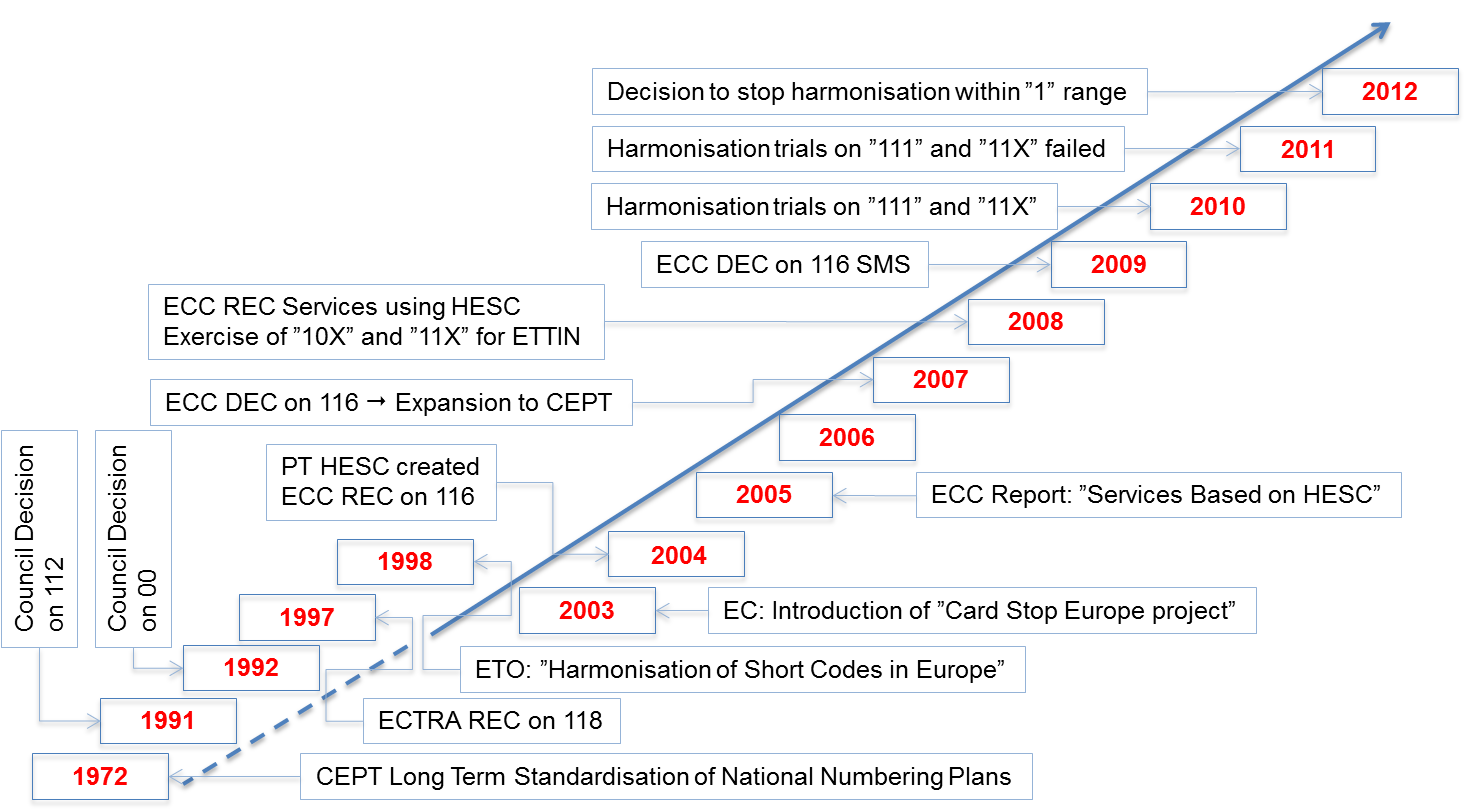 Decision to stop harmonisation within ”1” range
2012
Harmonisation trials on ”111” and ”11X” failed
2011
Harmonisation trials on ”111” and ”11X”
2010
ECC DEC on 116 SMS
2009
ECC REC Services using HESC
Exercise of ”10X” and ”11X” for ETTIN
2008
ECC DEC on 116 → Expansion to CEPT
2007
2006
Council Decision
on 112
Council Decision
on 00
PT HESC created
ECC REC on 116
2005
ECC Report: ”Services Based on HESC”
1998
2004
1997
2003
EC: Introduction of ”Card Stop Europe project”
1992
ETO: ”Harmonisation of Short Codes in Europe”
1991
ECTRA REC on 118
1972
CEPT Long Term Standardisation of National Numbering Plans